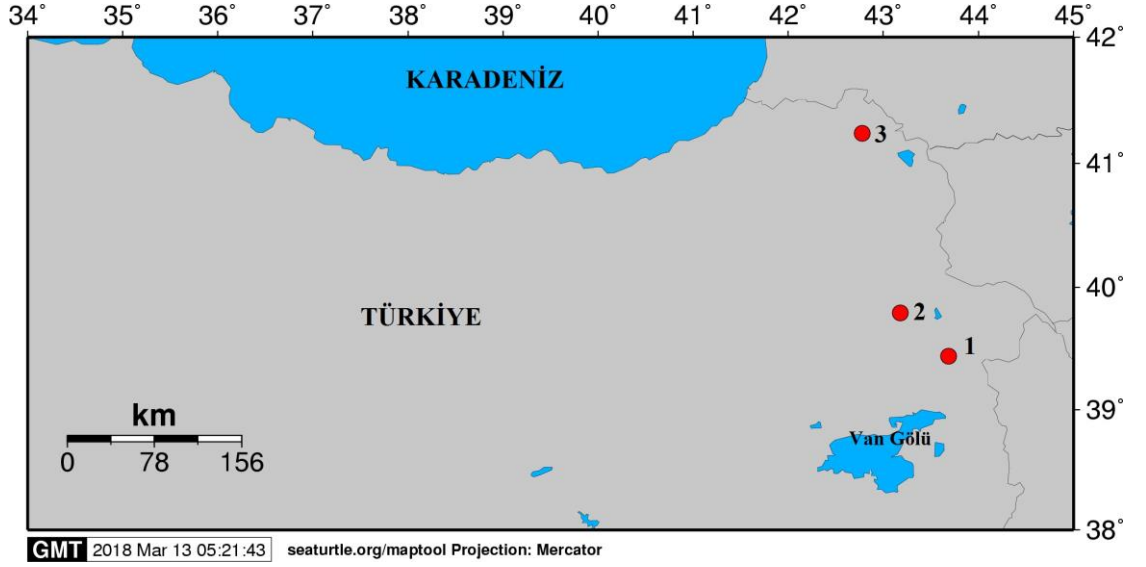 34° 35° 36° 37° 38° 39° 40° 41° 42° 43° 44° 45°
42°
KARADENİZ
3
41°
40°
TÜRKİYE
2
1
39°
km
Van Gölü
0 78 156
38°
GMT 2018 Mar 13 05:21:43 seaturtle.org/maptool Projection: Mercator